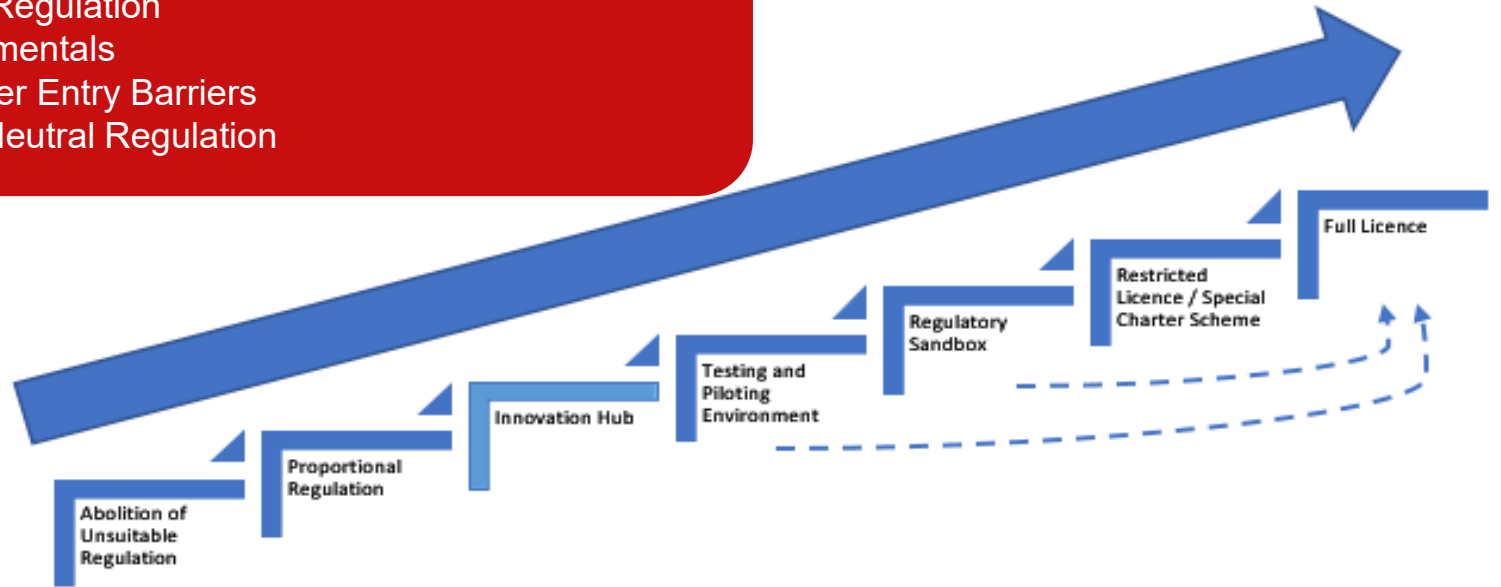 Regulation
mentals
er Entry Barriers
Neutral Regulation
Full Licence
Restricted
Licence / Special
Charter Scheme
Regulatory
Sandbox
Testing and
Piloting
Environment
Innovation Hub
Proportional
Regulation
Abolition of
Unsuitable
Regulation